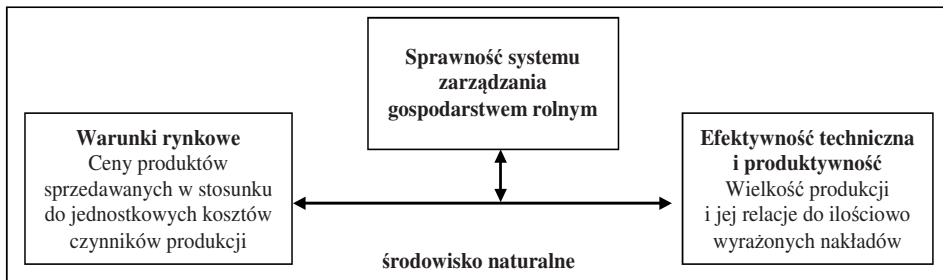 Sprawność systemu
zarządzania
gospodarstwem rolnym
Warunki rynkowe
Ceny produktów
sprzedawanych w stosunku
do jednostkowych kosztów
czynników produkcji
Efektywność techniczna
i produktywność
Wielkość produkcji
i jej relacje do ilościowo
wyrażonych nakładów
środowisko naturalne